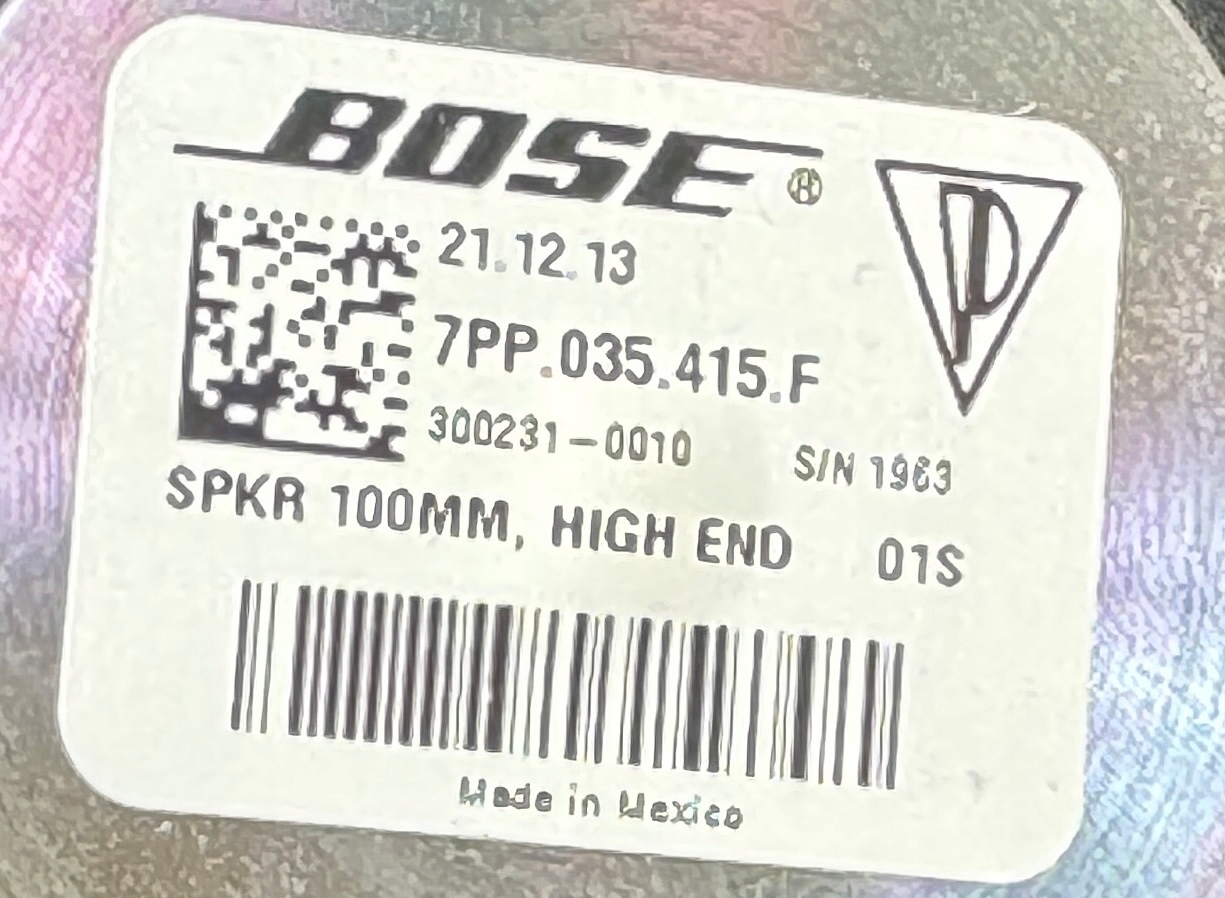 BOSE®
21.12.13
7PP.035.415.F
300231-0010 S/N 1963
SPKR 100MM, HIGH END 01S
Made in Mexico